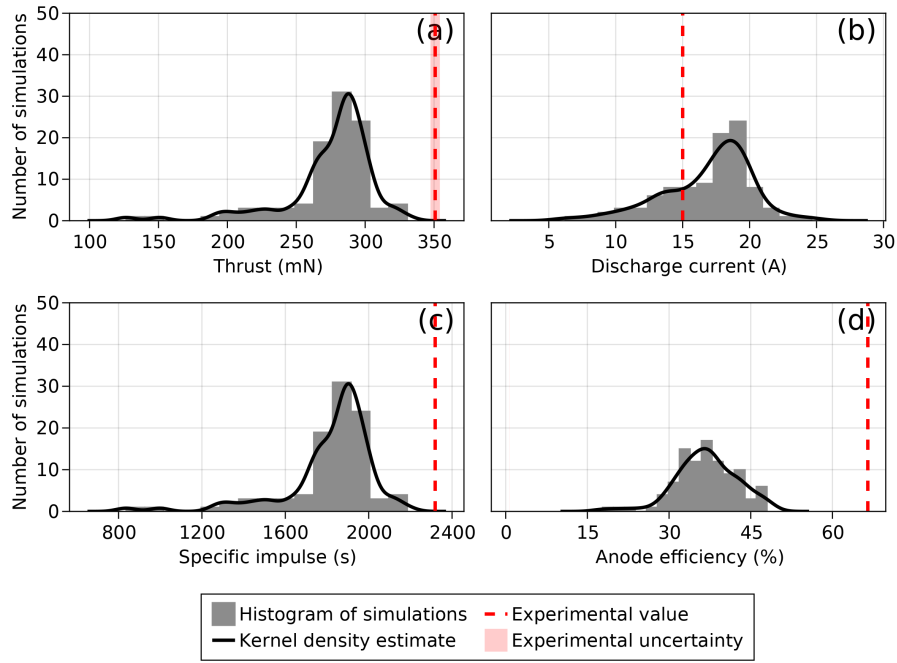 50
40
30
20
10
0
Number of simulations
(a)
100 150 200 250 300 350
Thrust (mN)
(b)
5 10 15 20 25 30
Discharge current (A)
50
40
30
20
10
0
Number of simulations
(c)
800 1200 1600 2000 2400
Specific impulse (s)
(d)
0 15 30 45 60
Anode efficiency (%)
Histogram of simulations
Experimental value
Kernel density estimate
Experimental uncertainty